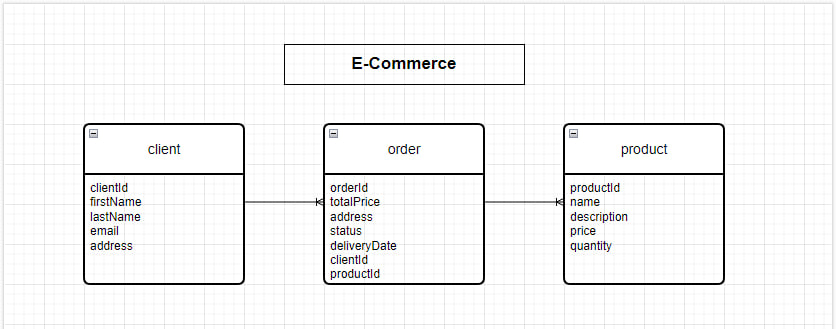 E-Commerce
client
clientId
firstName
lastName
email
address
order
orderId
totalPrice
address
status
deliveryDate
clientId
productId
product
productId
name
description
price
quantity